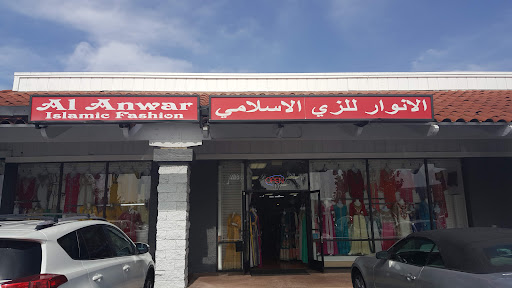 Al Anwar
Islamic Fashion
الانوار للزي الاسلامي